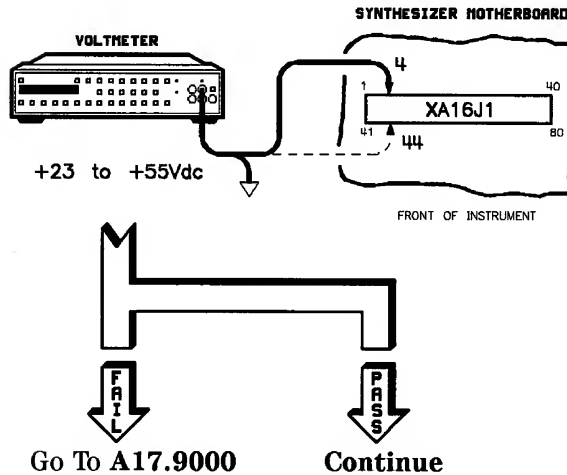 SYNTHESIZER MOTHERBOARD
VOLTMETER
4
1
40
XA16J1
41
44
80
+23 to +55Vdc
FRONT OF INSTRUMENT
FAIL
PASS
Go To A17.9000
Continue